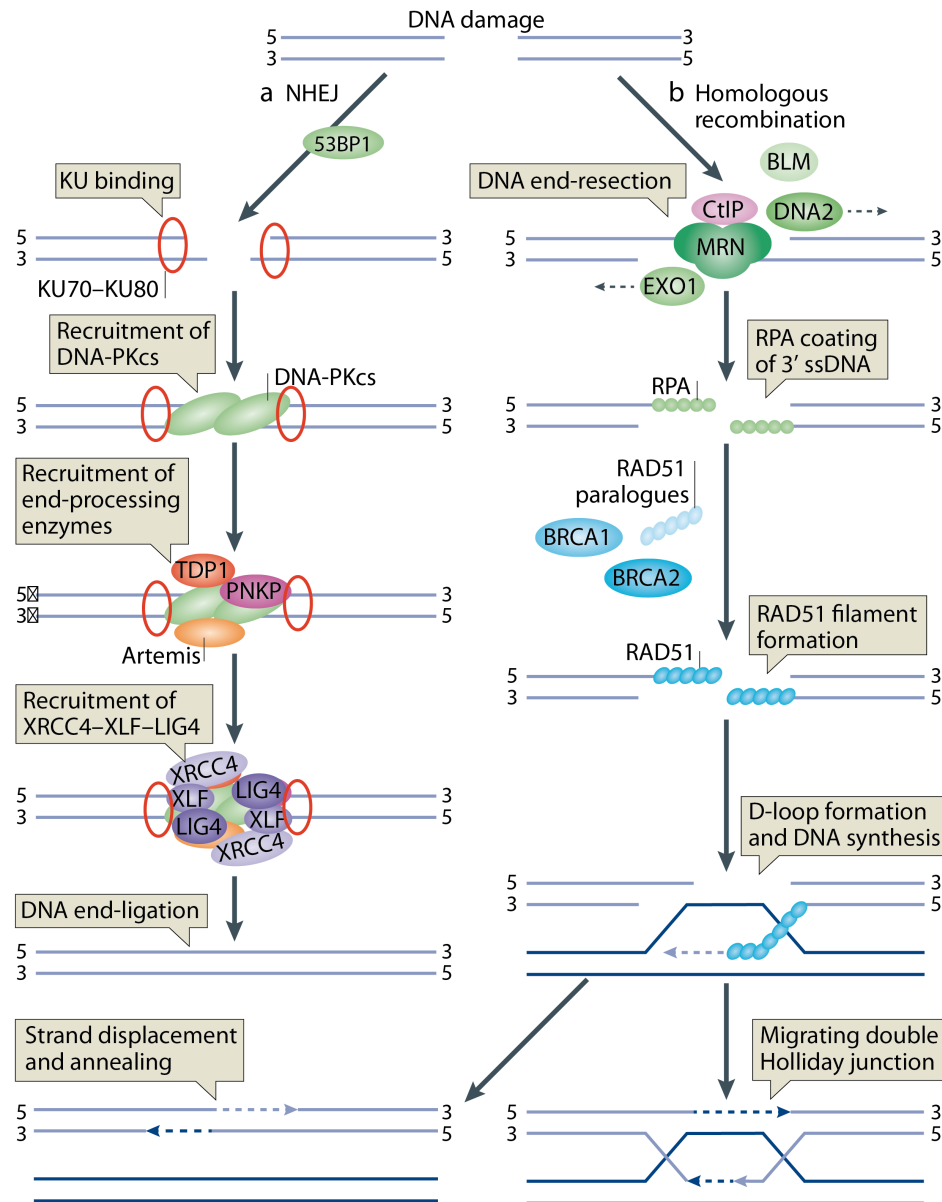 DNA damage
5 3
3 5
a NHEJ
53BP1
KU binding
5 3
3 5
KU70–KU80
Recruitment of
DNA-PKcs
DNA-PKcs
5 3
3 5
Recruitment of
end-processing
enzymes
TDP1
PNKP
5 3
3 5
Artemis
Recruitment of
XRCC4–XLF–LIG4
XRCC4
LIG4
XLF
5 3
3 5
LIG4
XLF
XRCC4
DNA end-ligation
5 3
3 5
Strand displacement
and annealing
5 3
3 5
b Homologous
recombination
BLM
DNA end-resection
CtIP
DNA2
MRN
5 3
3 5
EXO1
RPA coating
of 3′ ssDNA
RPA
5 3
3 5
RAD51
paralogues
BRCA1
BRCA2
RAD51 filament
formation
RAD51
5 3
3 5
D-loop formation
and DNA synthesis
5 3
3 5
Migrating double
Holliday junction
5 3
3 5